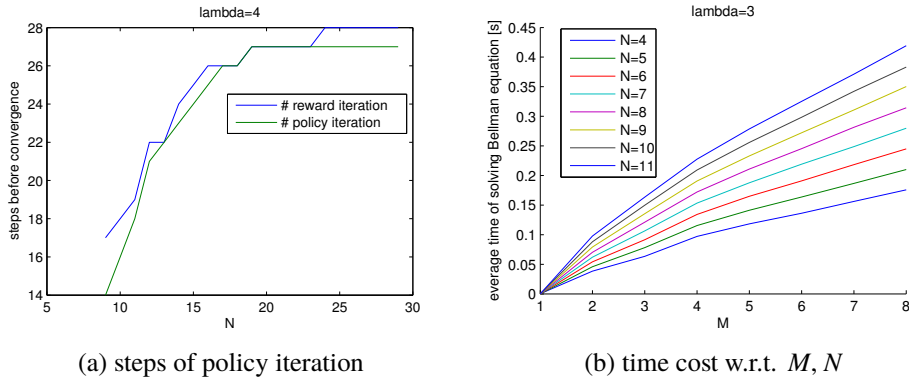 lambda=4
28
26
24
22
20
18
16
14
5
10
15
20
25
30
steps before convergence
N
# reward iteration
# policy iteration
(a) steps of policy iteration
lambda=3
0.45
0.4
0.35
0.3
0.25
0.2
0.15
0.1
0.05
0
1
2
3
4
5
6
7
8
everage time of solving Bellman equation [s]
M
N=4
N=5
N=6
N=7
N=8
N=9
N=10
N=11
(b) time cost w.r.t. M, N